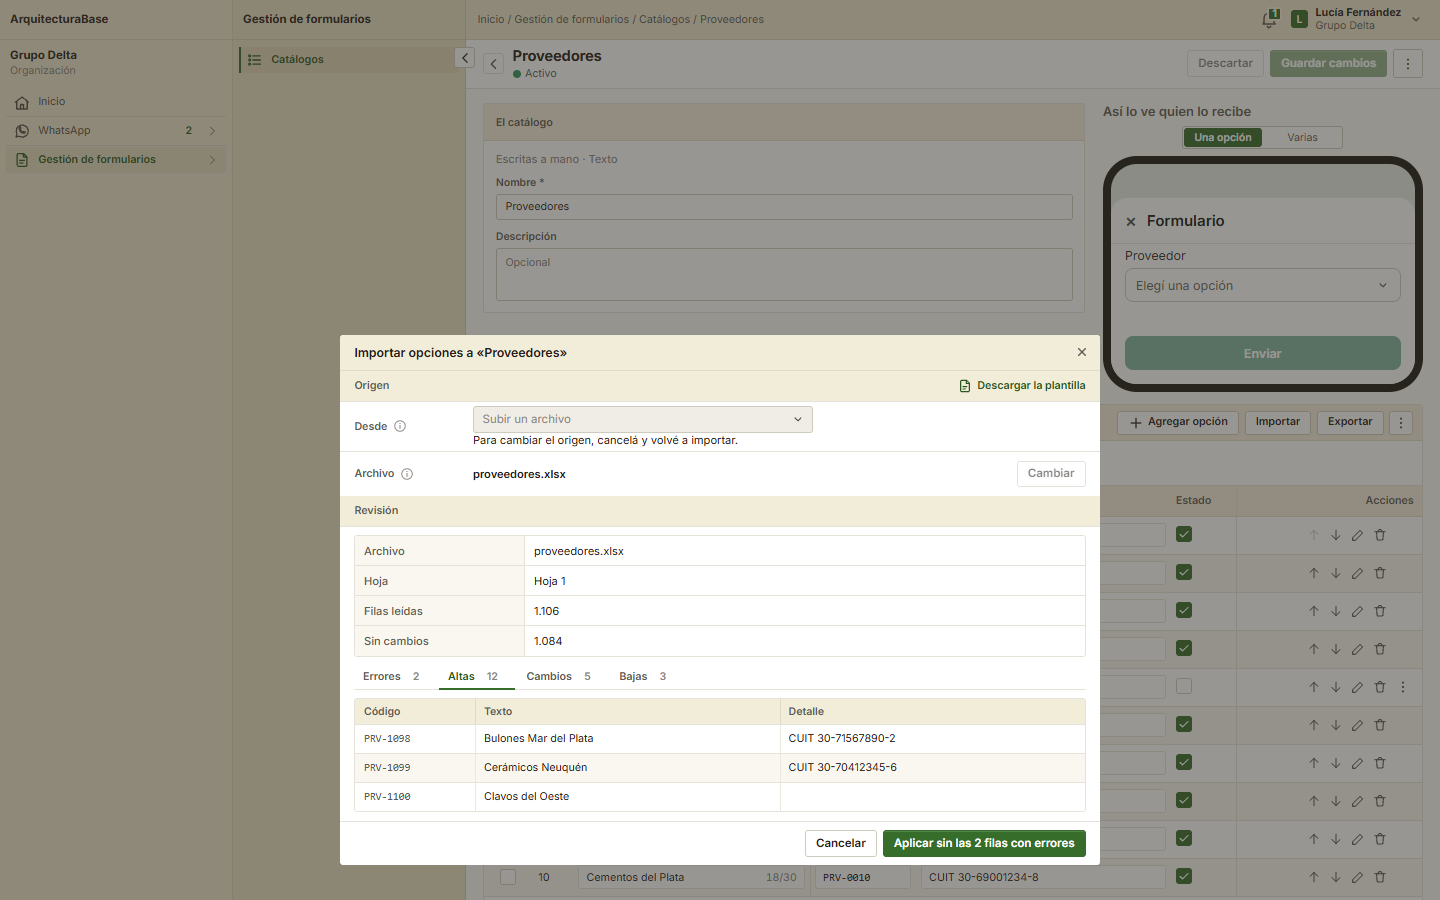 ArquitecturaBase
Gestión de formularios
Inicio / Gestión de formularios / Catálogos / Proveedores
1
L
Lucía Fernández
Grupo Delta
Grupo Delta
Organización
Inicio
WhatsApp 2
Gestión de formularios
Catálogos
Proveedores
Activo
Descartar
Guardar cambios
El catálogo
Escritas a mano · Texto
Nombre *
Proveedores
Descripción
Opcional
Así lo ve quien lo recibe
Una opción
Varias
Formulario
Proveedor
Elegí una opción
Enviar
Agregar opción
Importar
Exportar
Estado
Acciones
Importar opciones a «Proveedores»
Origen
Descargar la plantilla
Desde
Subir un archivo
Para cambiar el origen, cancelá y volvé a importar.
Archivo
proveedores.xlsx
Cambiar
Revisión
Archivo proveedores.xlsx
Hoja Hoja 1
Filas leídas 1.106
Sin cambios 1.084
Errores 2 Altas 12 Cambios 5 Bajas 3
Código Texto Detalle
PRV-1098 Bulones Mar del Plata CUIT 30-71567890-2
PRV-1099 Cerámicos Neuquén CUIT 30-70412345-6
PRV-1100 Clavos del Oeste
Cancelar
Aplicar sin las 2 filas con errores
10 Cementos del Plata 18/30 PRV-0010 CUIT 30-69001234-8